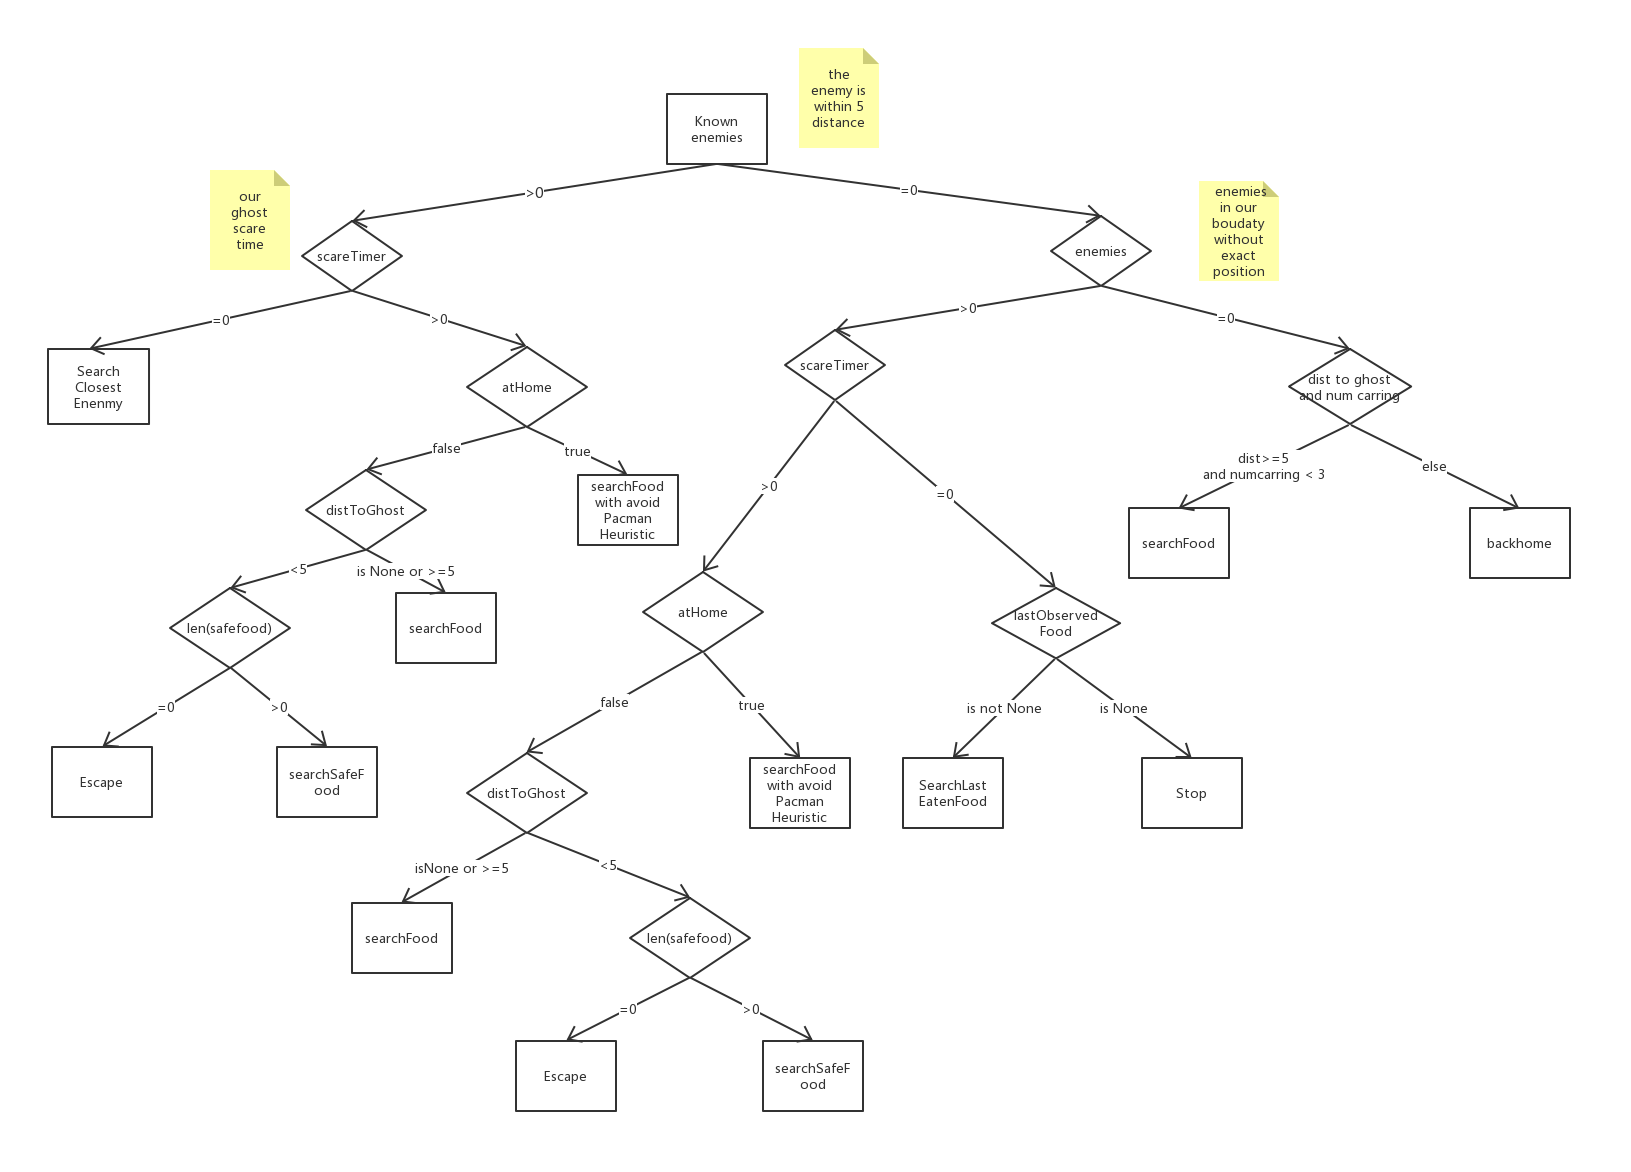 the
enemy is
within 5
distance
Known
enemies
our
ghost
scare
time
>0
=0
enemies
in our
boudaty
without
exact
position
scareTimer
enemies
=0
>0
>0
=0
Search
Closest
Enenmy
atHome
scareTimer
dist to ghost
and num carring
false
true
dist>=5
and numcarring < 3
else
distToGhost
searchFood
with avoid
Pacman
Heuristic
>0
=0
searchFood
backhome
<5
is None or >=5
len(safefood)
searchFood
atHome
lastObserved
Food
=0
>0
false
true
is not None
is None
Escape
searchSafeF
ood
distToGhost
searchFood
with avoid
Pacman
Heuristic
SearchLast
EatenFood
Stop
isNone or >=5
<5
searchFood
len(safefood)
=0
>0
Escape
searchSafeF
ood